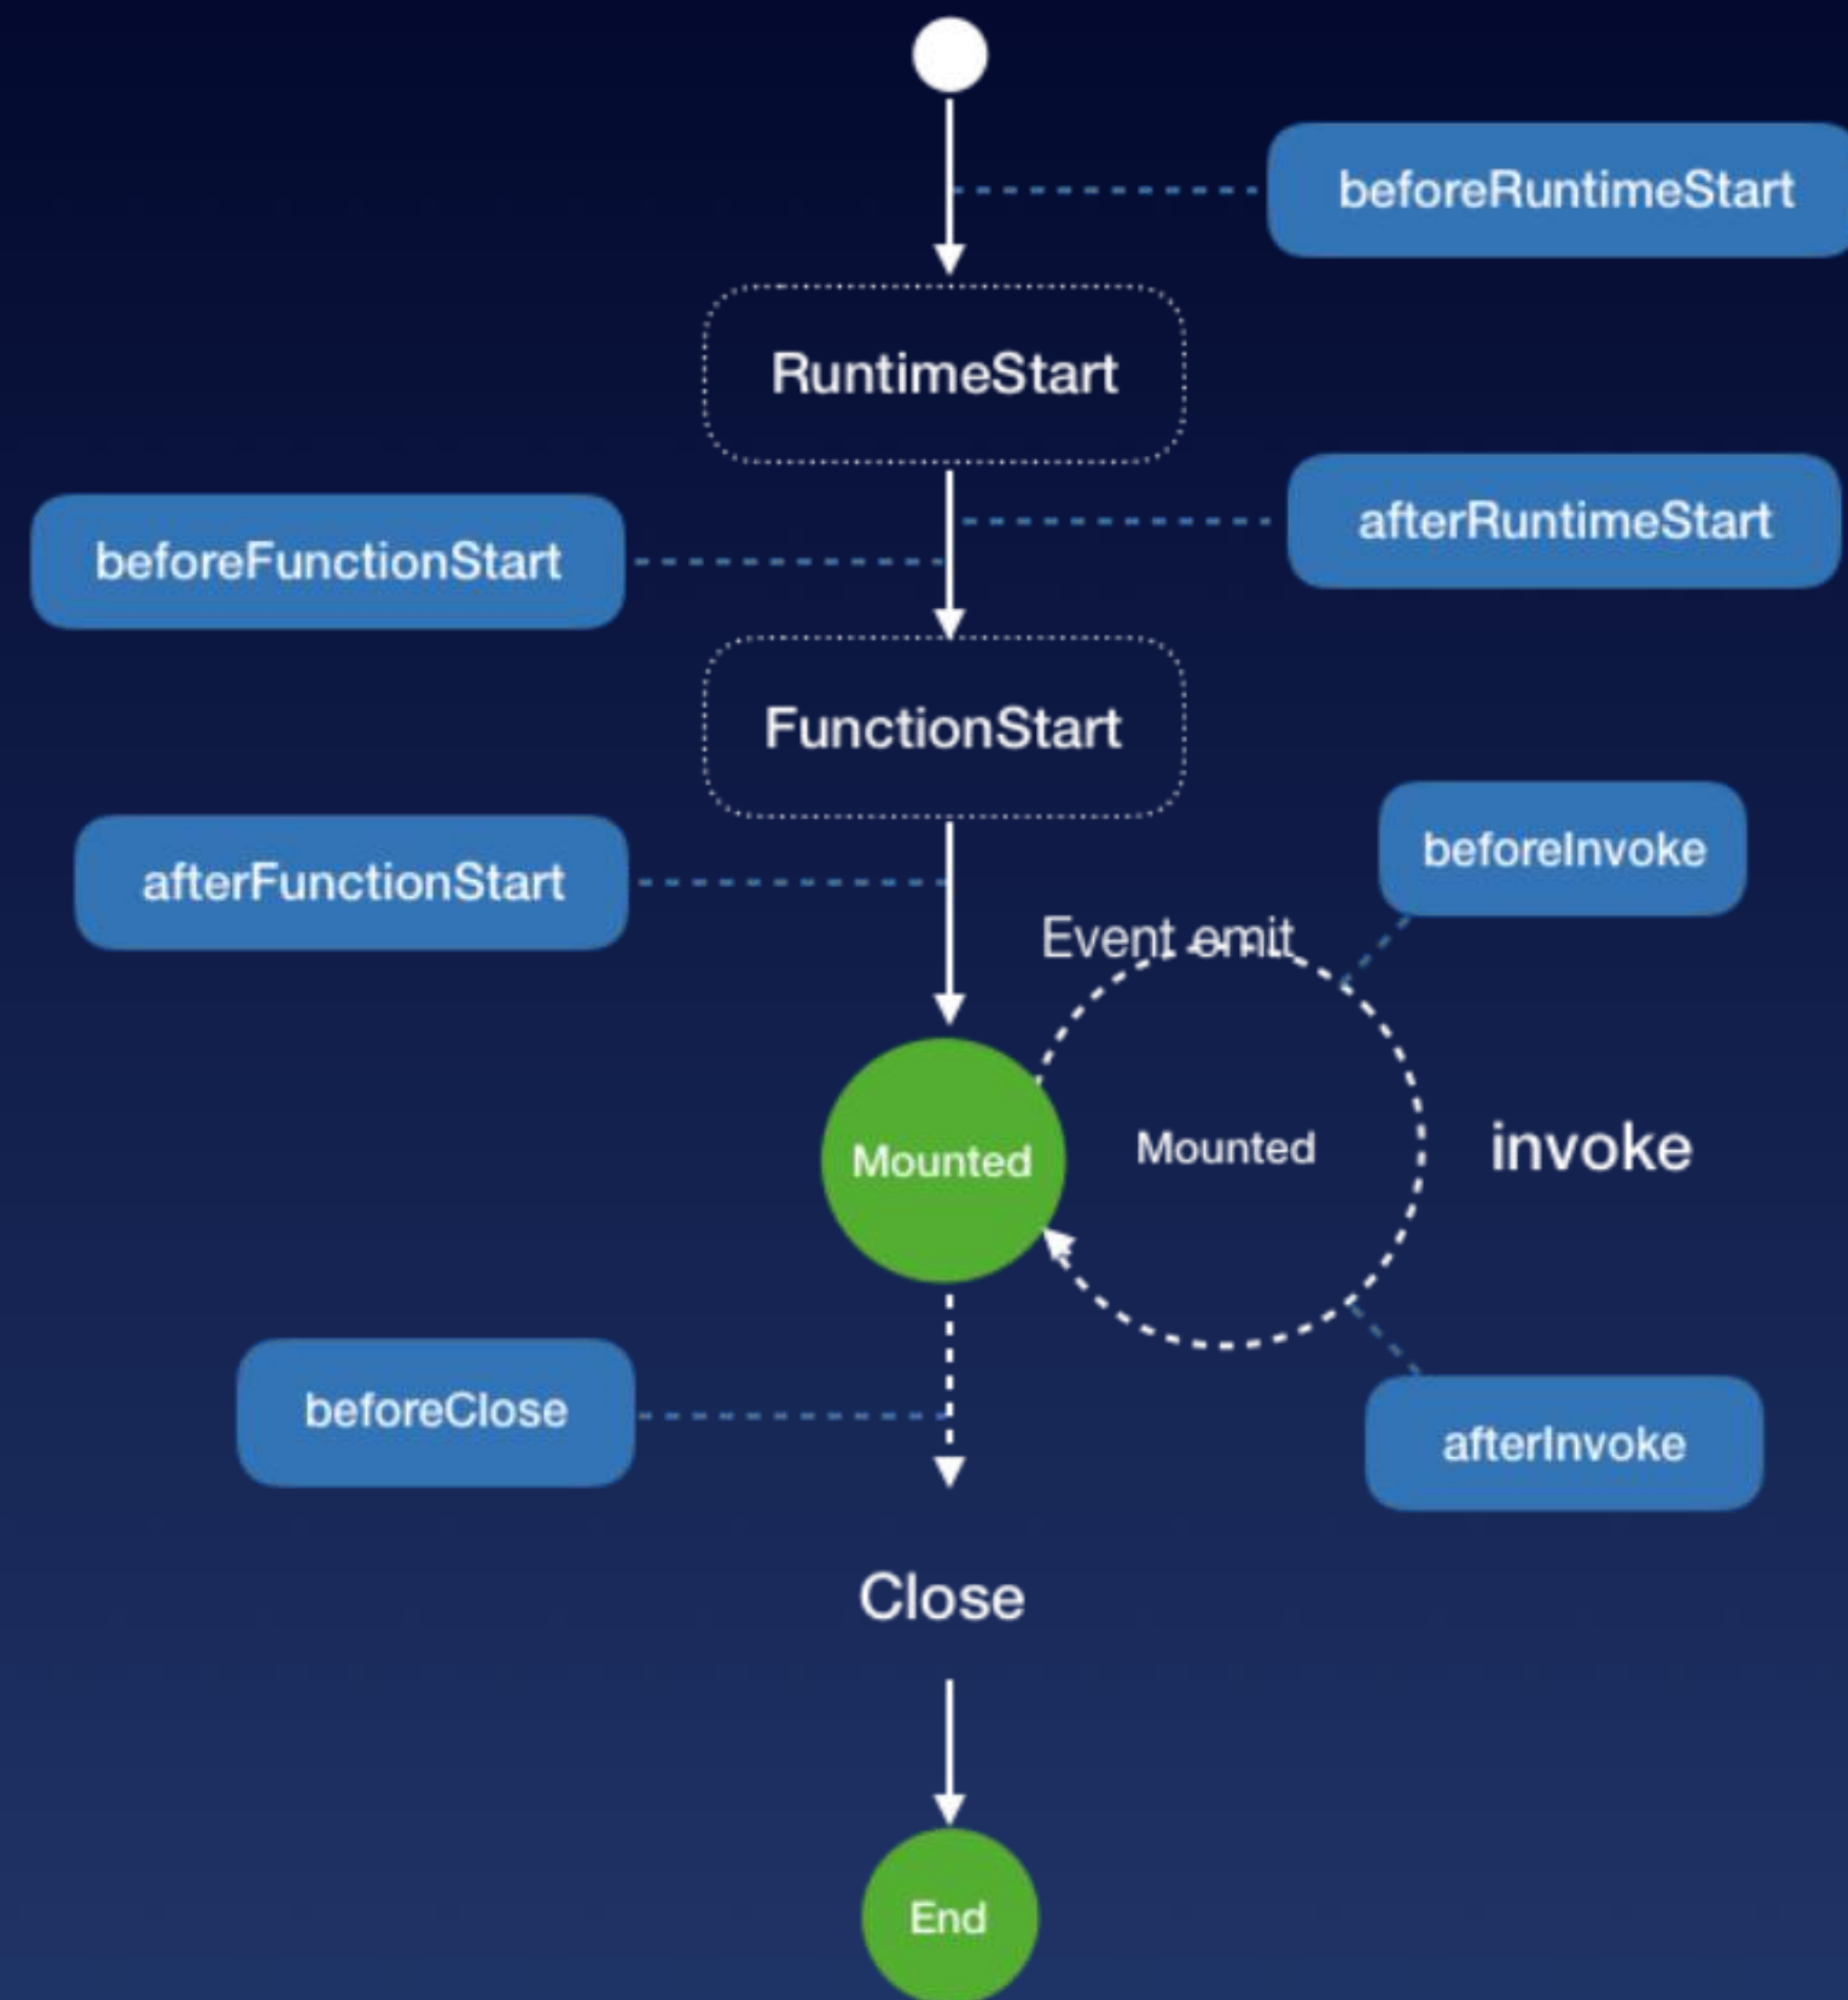 beforeRuntimeStart
RuntimeStart
afterRuntimeStart
beforeFunctionStart
FunctionStart
beforeInvoke
afterFunctionStart
Event emit
Mounted
Mounted
invoke
beforeClose
afterInvoke
Close
End